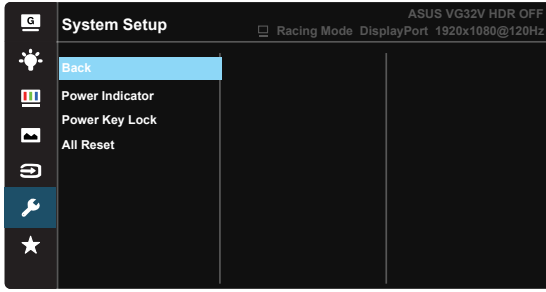 G
System Setup
ASUS VG32V HDR OFF
Racing Mode DisplayPort 1920x1080@120Hz
Back
Power Indicator
Power Key Lock
All Reset